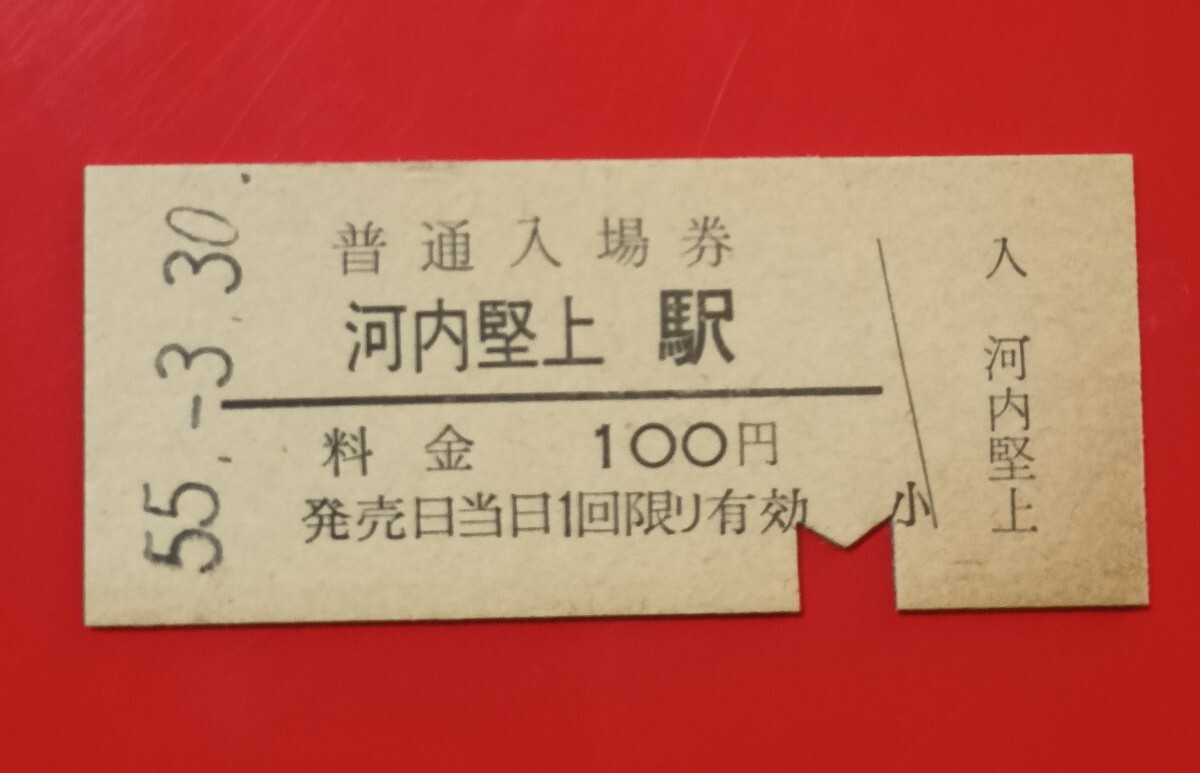 55.-3.30.
普通入場券
河内堅上 駅
料金 100円
発売日当日1回限り有効
小
入 河内堅上